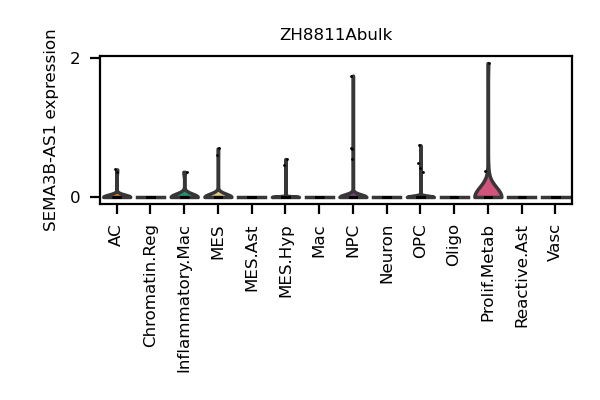 ZH8811Abulk
SEMA3B-AS1 expression
2
0
AC
Chromatin.Reg
Inflammatory.Mac
MES
MES.Ast
MES.Hyp
Mac
NPC
Neuron
OPC
Oligo
Prolif.Metab
Reactive.Ast
Vasc